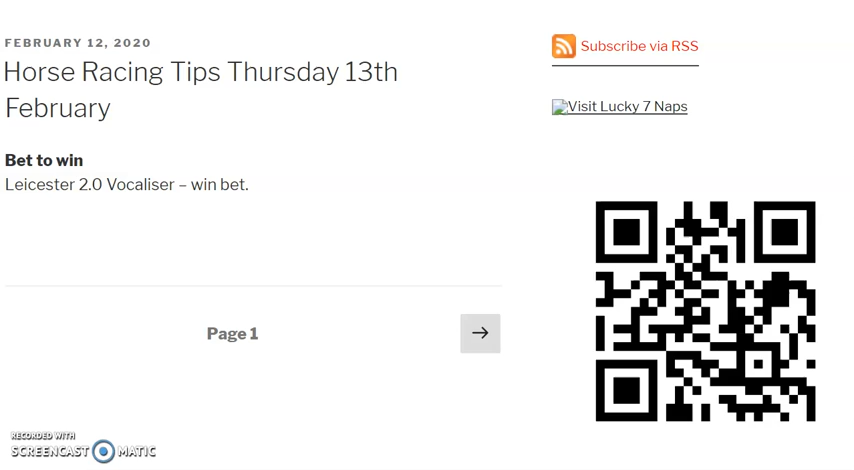 FEBRUARY 12, 2020
Horse Racing Tips Thursday 13th
February
Bet to win
Leicester 2.0 Vocaliser – win bet.
Page 1
→
Subscribe via RSS
Visit Lucky 7 Naps
RECORDED WITH
SCREENCAST MATIC